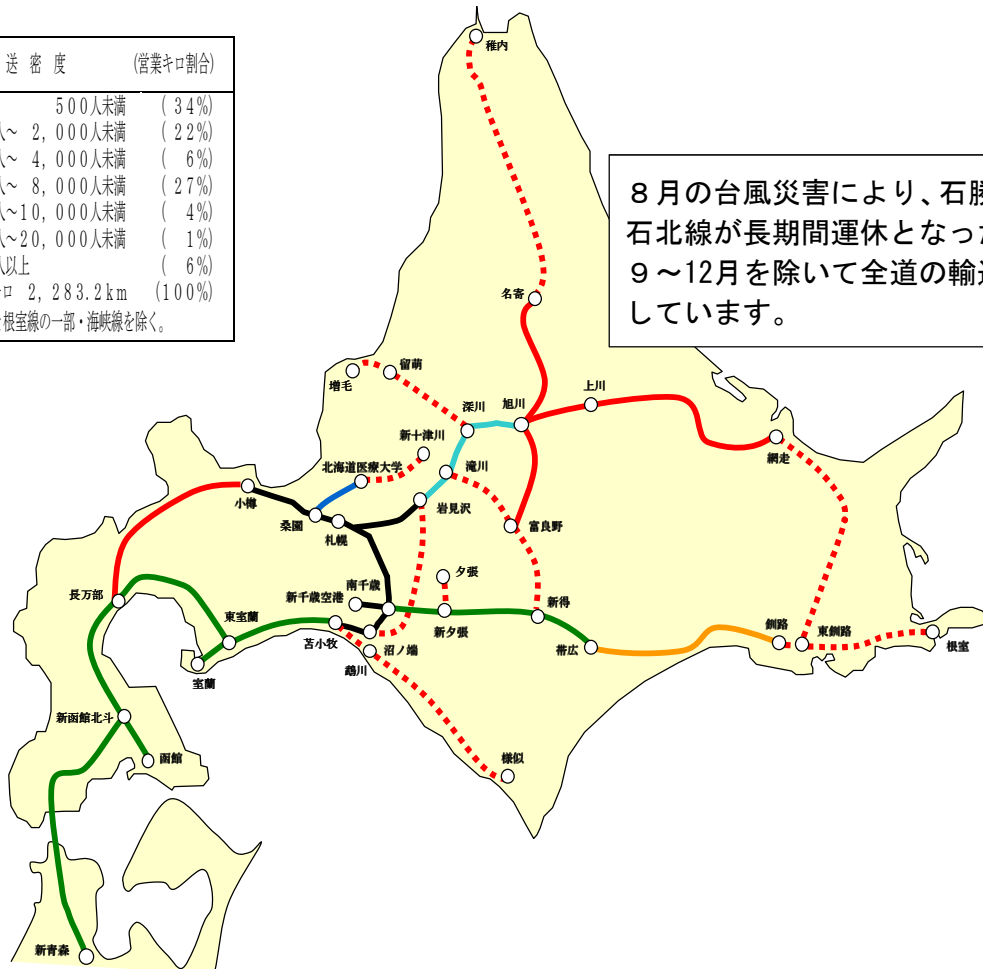 送密度 (営業キロ割合)
500人未満 (34%)
人～ 2,000人未満 (22%)
人～ 4,000人未満 (6%)
人～ 8,000人未満 (27%)
人～10,000人未満 (4%)
人～20,000人未満 (1%)
人以上 (6%)
ロ 2,283.2km (100%)
根室線の一部・海峡線を除く。
８月の台風災害により、石勝
石北線が長期間運休となった
９～12月を除いて全道の輸送
しています。
稚内
名寄
増毛
留萌
深川
旭川
上川
網走
新十津川
北海道医療大学
滝川
小樽
桑園
札幌
岩見沢
富良野
夕張
南千歳
新千歳空港
長万部
東室蘭
苫小牧
沼ノ端
新夕張
新得
鵡川
帯広
釧路
東釧路
根室
室蘭
新函館北斗
函館
様似
新青森